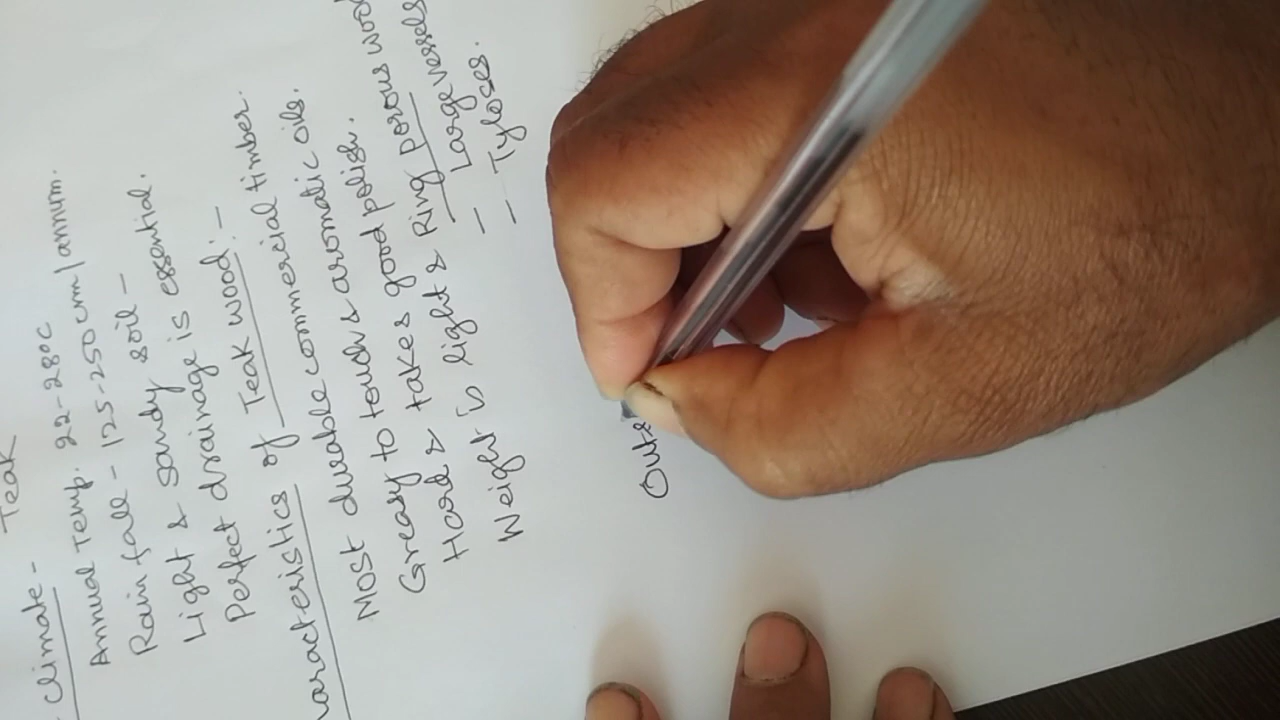 Teak
climate -
Annual Temp. 22-28°C
Rain fall - 125-250 cm/annum.
Light & Sandy soil -
Perfect drainage is essential.
characteristics of Teak wood :-
Most durable commercial timber.
Greasy to touch & aromatic oils.
Hard & takes good polish.
Weight to light & Ring porous wood
- Large vessels
- Tyloses.
Oute